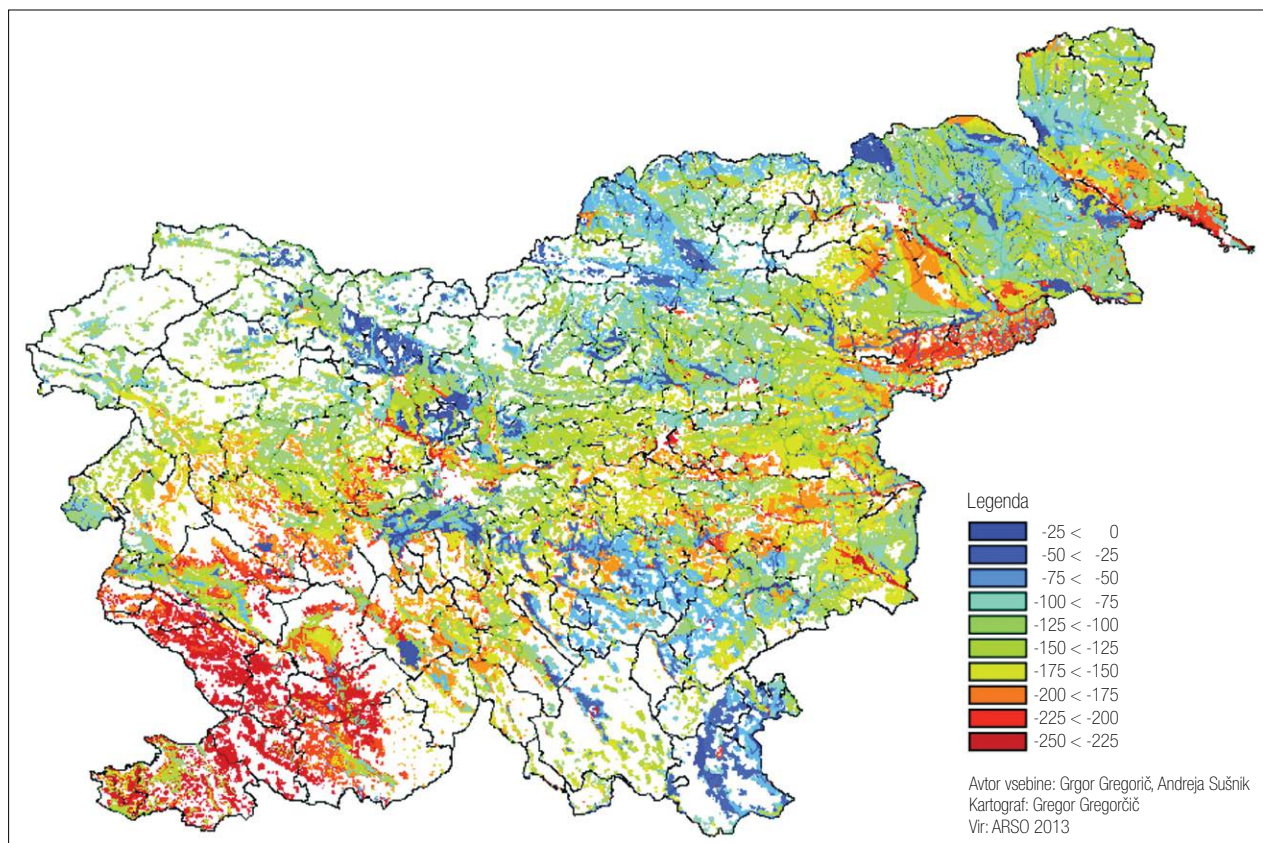 Legenda
-25 < 0
-50 < -25
-75 < -50
-100 < -75
-125 < -100
-150 < -125
-175 < -150
-200 < -175
-225 < -200
-250 < -225
Avtor vsebine: Grgor Gregorič, Andreja Sušnik
Kartograf: Gregor Gregorčič
Vir: ARSO 2013